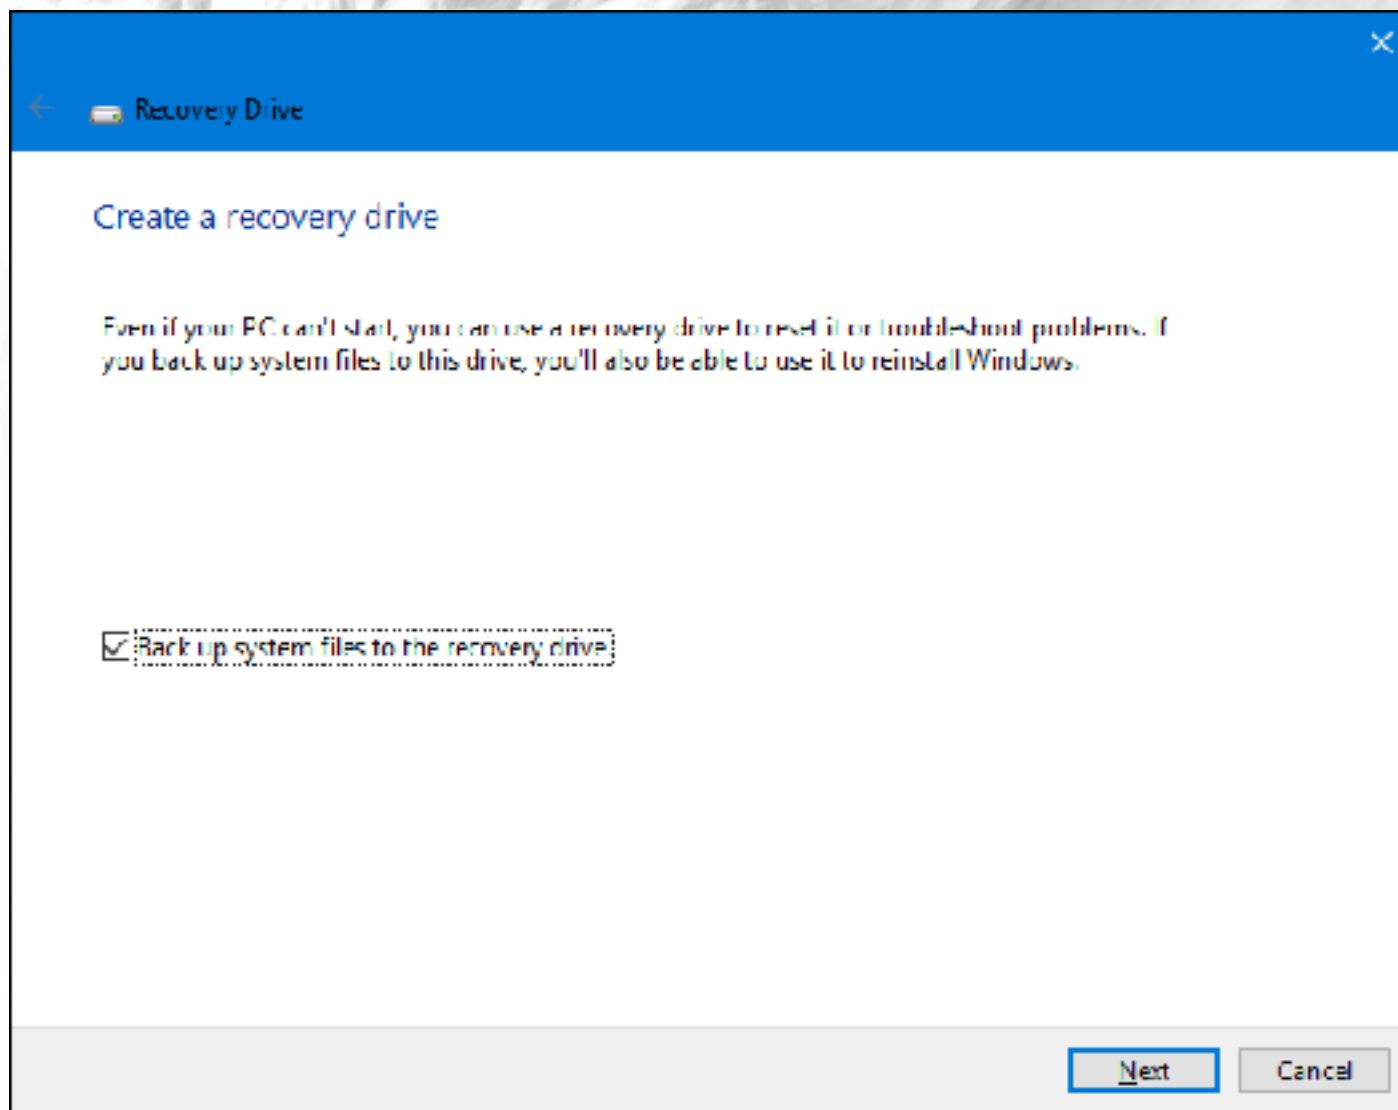 Recovery Drive
Create a recovery drive
Even if your PC can't start, you can use a recovery drive to reset it or troubleshoot problems. If
you back up system files to this drive, you'll also be able to use it to reinstall Windows.
Back up system files to the recovery drive.
Next
Cancel